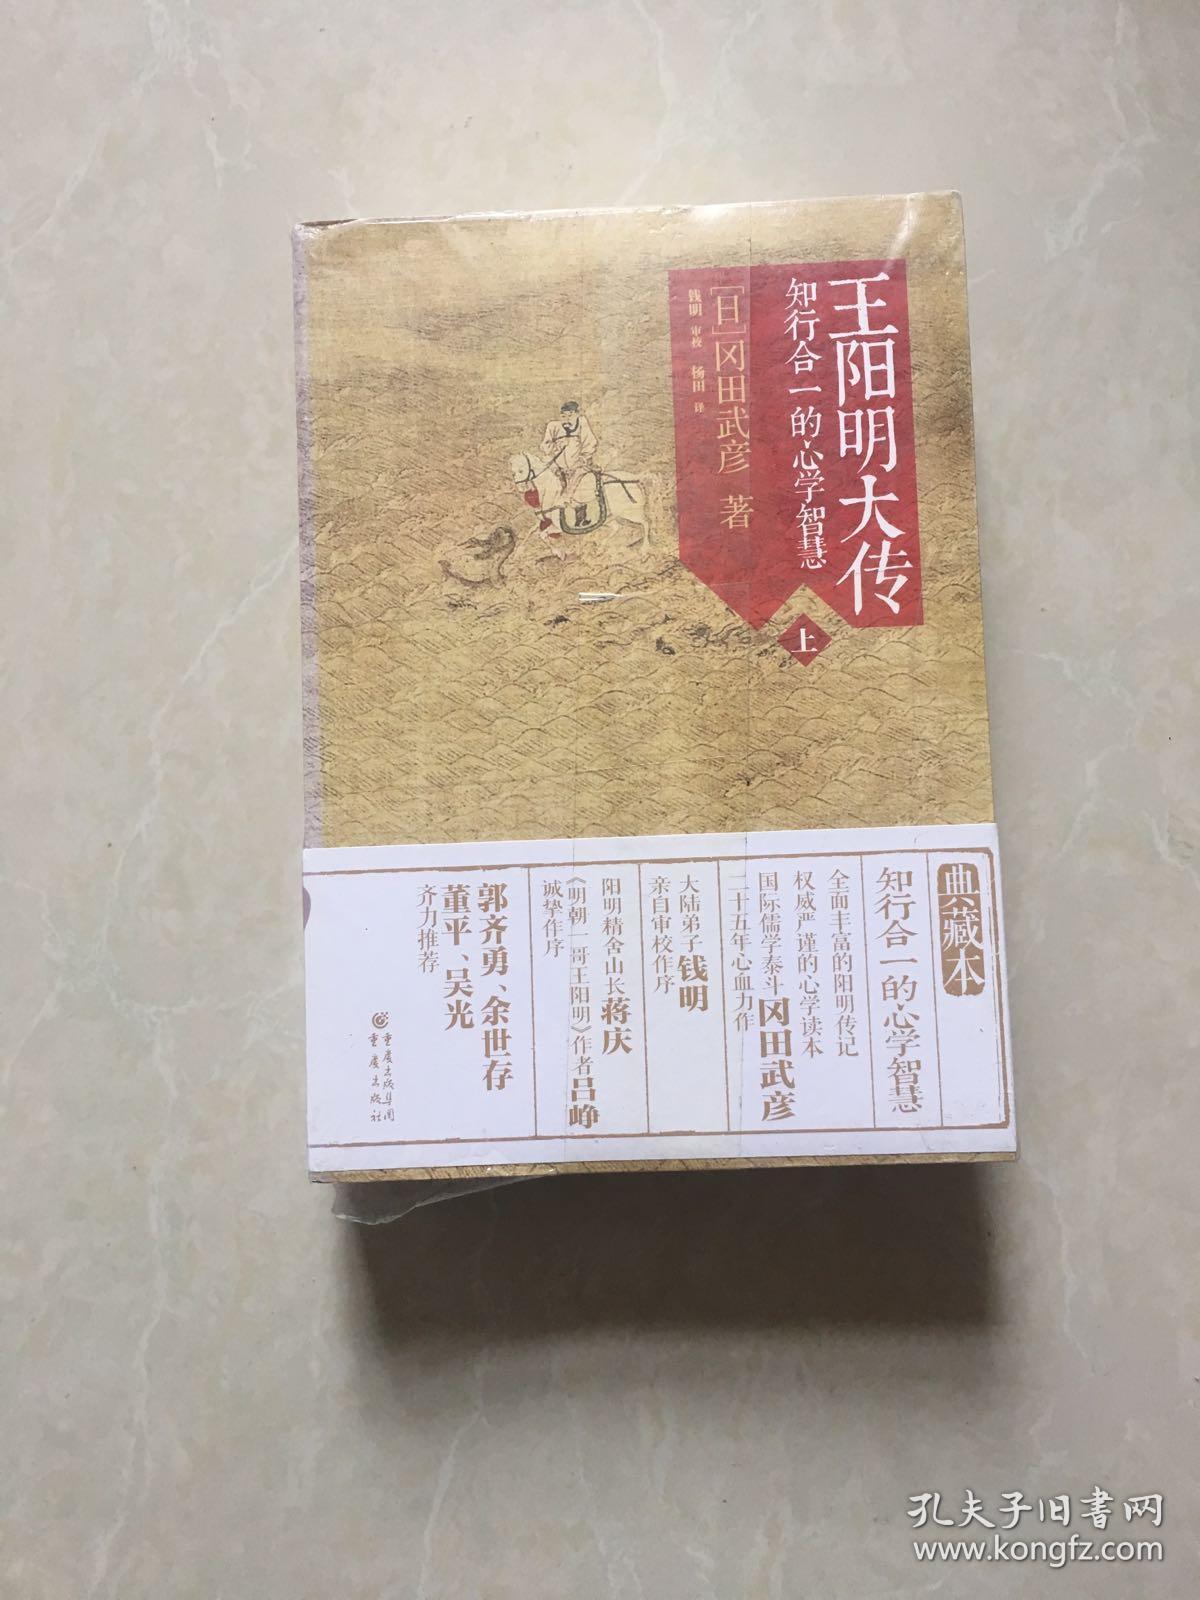 王阳明大传
知行合一的心学智慧
上
[日]冈田武彦 著
钱明 审校 杨田 译
典藏本
知行合一的心学智慧
全面丰富的阳明传记
权威严谨的心学读本
国际儒学泰斗冈田武彦
二十五年心血力作
大陆弟子钱明
亲自审校作序
阳明精舍山长蒋庆
《明朝一哥王阳明》作者吕峥
诚挚作序
郭齐勇、余世存
董平、吴光
齐力推荐
重庆出版集团
重庆出版社
孔夫子旧书网
www.kongfz.com